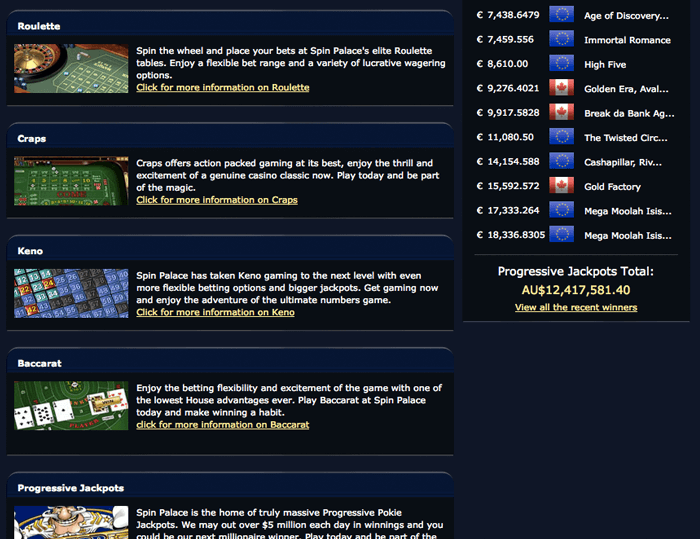 Roulette
Spin the wheel and place your bets at Spin Palace's elite Roulette
tables. Enjoy a flexible bet range and a variety of lucrative wagering
options.
Click for more information on Roulette
Craps
Craps offers action packed gaming at its best, enjoy the thrill and
excitement of a genuine casino classic now. Play today and be part
of the magic.
Click for more information on Craps
Keno
Spin Palace has taken Keno gaming to the next level with even
more flexible betting options and bigger jackpots. Get gaming now
and enjoy the adventure of the ultimate numbers game.
Click for more information on Keno
Baccarat
Enjoy the betting flexibility and excitement of the game with one of
the lowest House advantages ever. Play Baccarat at Spin Palace
today and make winning a habit.
click for more information on Baccarat
Progressive Jackpots
Spin Palace is the home of truly massive Progressive Pokie
Jackpots. We may out over $5 million each day in winnings and you
could be our next millionaire winner. Play today and be part of the
€ 7,438.6479 Age of Discovery...
€ 7,459.556 Immortal Romance
€ 8,610.00 High Five
€ 9,276.4021 Golden Era, Aval...
€ 9,917.5828 Break da Bank Ag...
€ 11,080.50 The Twisted Circ...
€ 14,154.588 Cashapillar, Riv...
€ 15,592.572 Gold Factory
€ 17,333.264 Mega Moolah Isis...
€ 18,336.8305 Mega Moolah Isis...
Progressive Jackpots Total:
AU$12,417,581.40
View all the recent winners